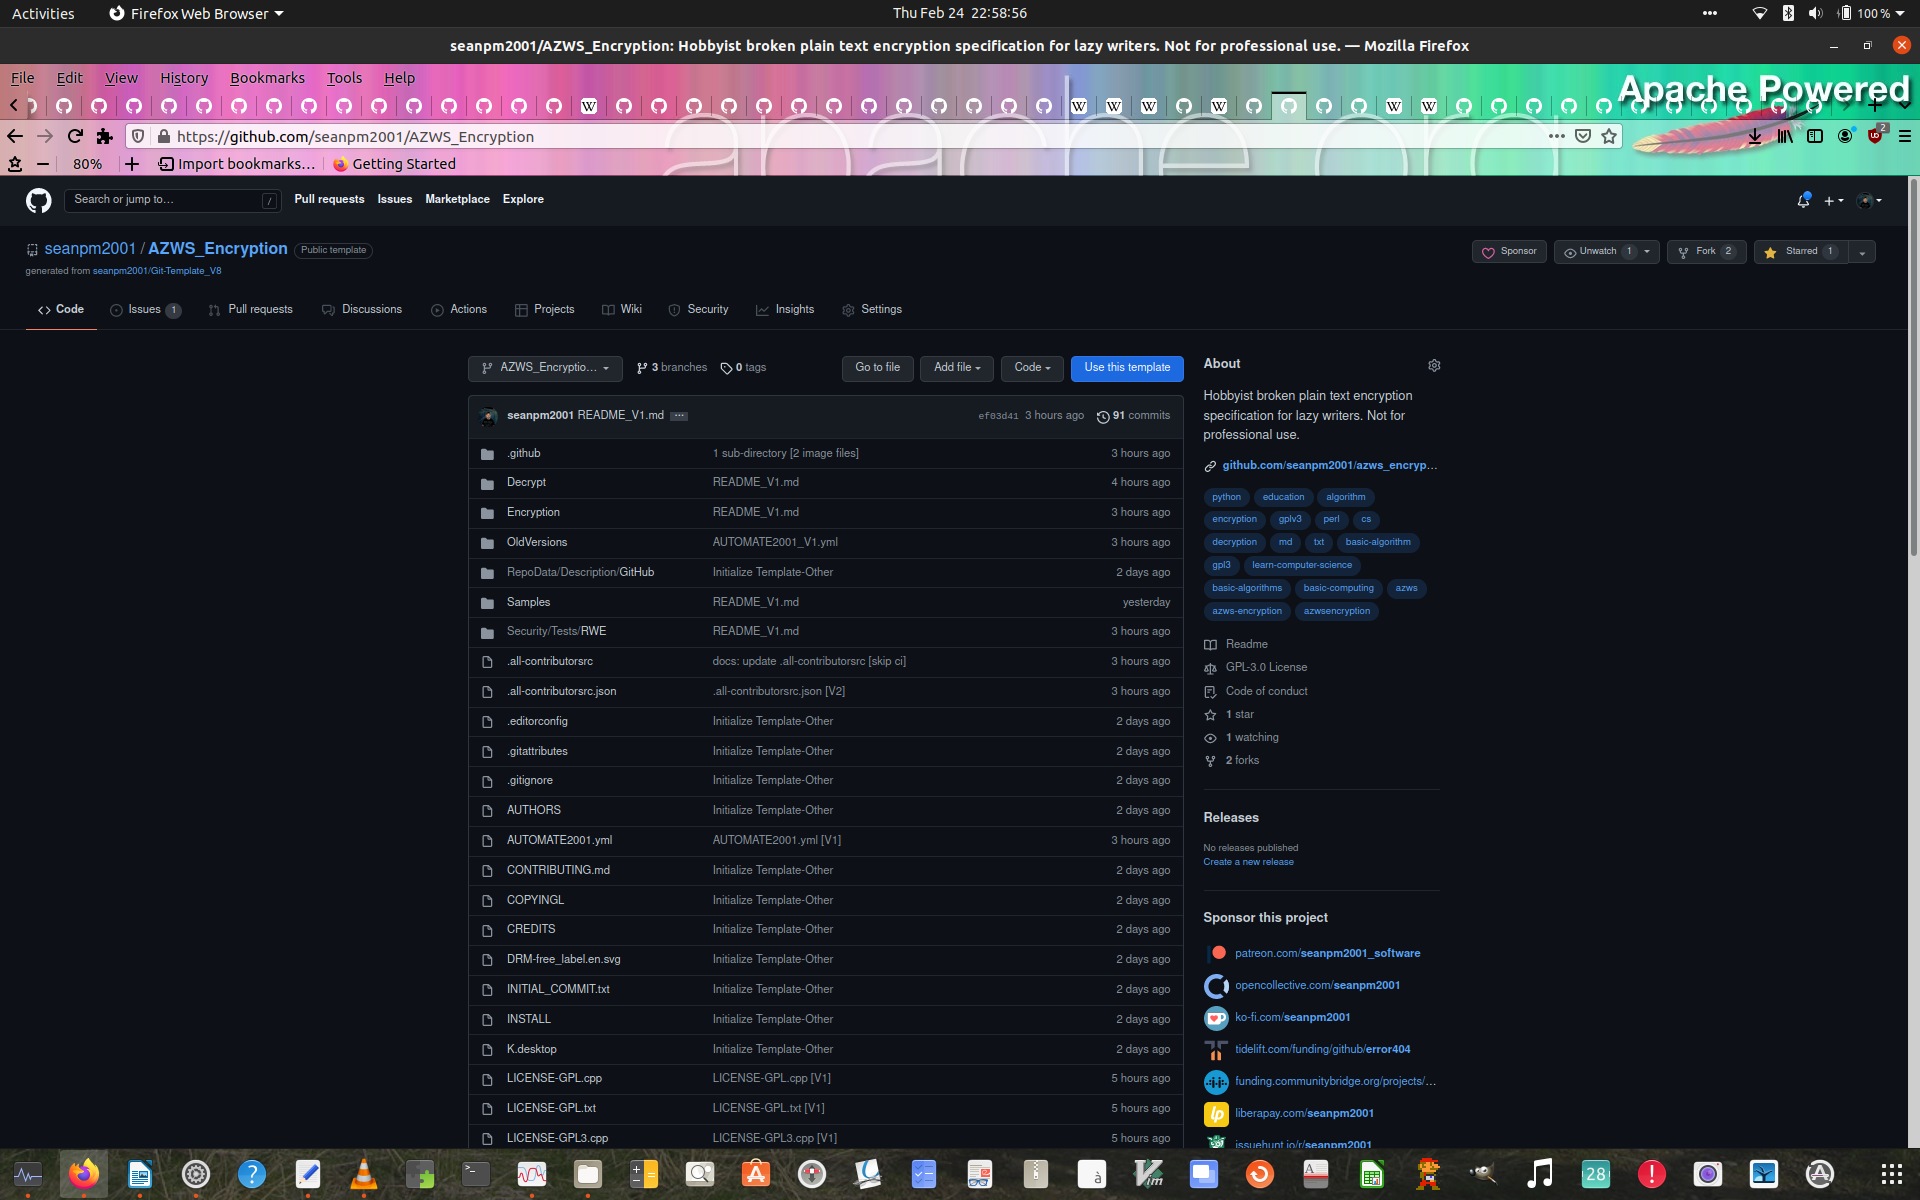 Activities
Firefox Web Browser
Thu Feb 24 22:58:56
100 %
seanpm2001/AZWS_Encryption: Hobbyist broken plain text encryption specification for lazy writers. Not for professional use. — Mozilla Firefox
File Edit View History Bookmarks Tools Help
Apache Powered
https://github.com/seanpm2001/AZWS_Encryption
2
80%
Import bookmarks…
Getting Started
Search or jump to…
/
Pull requests
Issues
Marketplace
Explore
seanpm2001 / AZWS_Encryption
Public template
generated from seanpm2001/Git-Template_V8
Sponsor
Unwatch 1
Fork 2
Starred 1
Code
Issues 1
Pull requests
Discussions
Actions
Projects
Wiki
Security
Insights
Settings
AZWS_Encryptio…
3 branches
0 tags
Go to file
Add file
Code
Use this template
seanpm2001 README_V1.md
ef03d41 3 hours ago
91 commits
.github 1 sub-directory [2 image files] 3 hours ago
Decrypt README_V1.md 4 hours ago
Encryption README_V1.md 3 hours ago
OldVersions AUTOMATE2001_V1.yml 3 hours ago
RepoData/Description/GitHub Initialize Template-Other 2 days ago
Samples README_V1.md yesterday
Security/Tests/RWE README_V1.md 3 hours ago
.all-contributorsrc docs: update .all-contributorsrc [skip ci] 3 hours ago
.all-contributorsrc.json .all-contributorsrc.json [V2] 3 hours ago
.editorconfig Initialize Template-Other 2 days ago
.gitattributes Initialize Template-Other 2 days ago
.gitignore Initialize Template-Other 2 days ago
AUTHORS Initialize Template-Other 2 days ago
AUTOMATE2001.yml AUTOMATE2001.yml [V1] 3 hours ago
CONTRIBUTING.md Initialize Template-Other 2 days ago
COPYINGL Initialize Template-Other 2 days ago
CREDITS Initialize Template-Other 2 days ago
DRM-free_label.en.svg Initialize Template-Other 2 days ago
INITIAL_COMMIT.txt Initialize Template-Other 2 days ago
INSTALL Initialize Template-Other 2 days ago
K.desktop Initialize Template-Other 2 days ago
LICENSE-GPL.cpp LICENSE-GPL.cpp [V1] 5 hours ago
LICENSE-GPL.txt LICENSE-GPL.txt [V1] 5 hours ago
LICENSE-GPL3.cpp LICENSE-GPL3.cpp [V1] 5 hours ago
About
Hobbyist broken plain text encryption
specification for lazy writers. Not for
professional use.
github.com/seanpm2001/azws_encryp…
python education algorithm
encryption gplv3 perl cs
decryption md txt basic-algorithm
gpl3 learn-computer-science
basic-algorithms basic-computing azws
azws-encryption azwsencryption
Readme
GPL-3.0 License
Code of conduct
1 star
1 watching
2 forks
Releases
No releases published
Create a new release
Sponsor this project
patreon.com/seanpm2001_software
opencollective.com/seanpm2001
ko-fi.com/seanpm2001
tidelift.com/funding/github/error404
funding.communitybridge.org/projects/…
liberapay.com/seanpm2001
issuehunt.io/r/seanpm2001
28